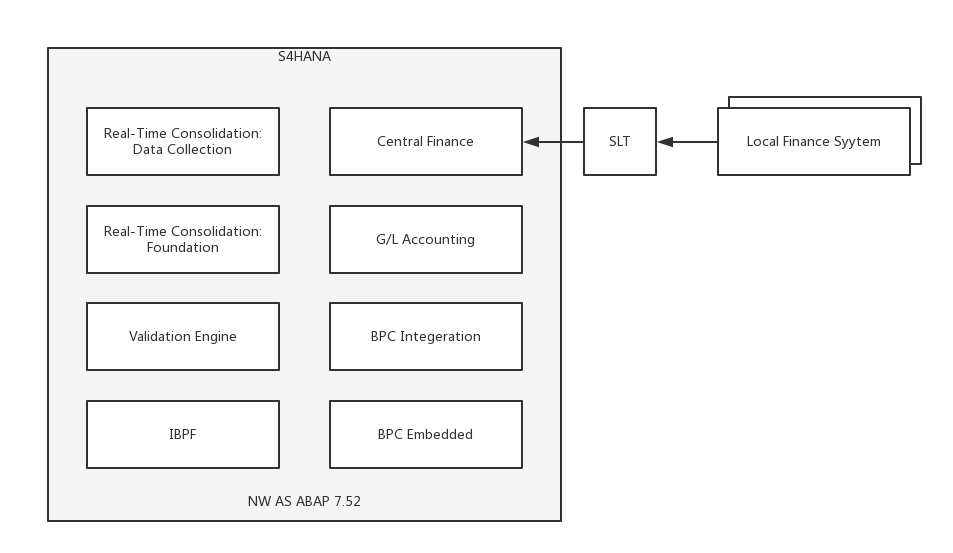 S4HANA
Real-Time Consolidation:
Data Collection
Central Finance
SLT
Local Finance Syytem
Real-Time Consolidation:
Foundation
G/L Accounting
Validation Engine
BPC Integeration
IBPF
BPC Embedded
NW AS ABAP 7.52